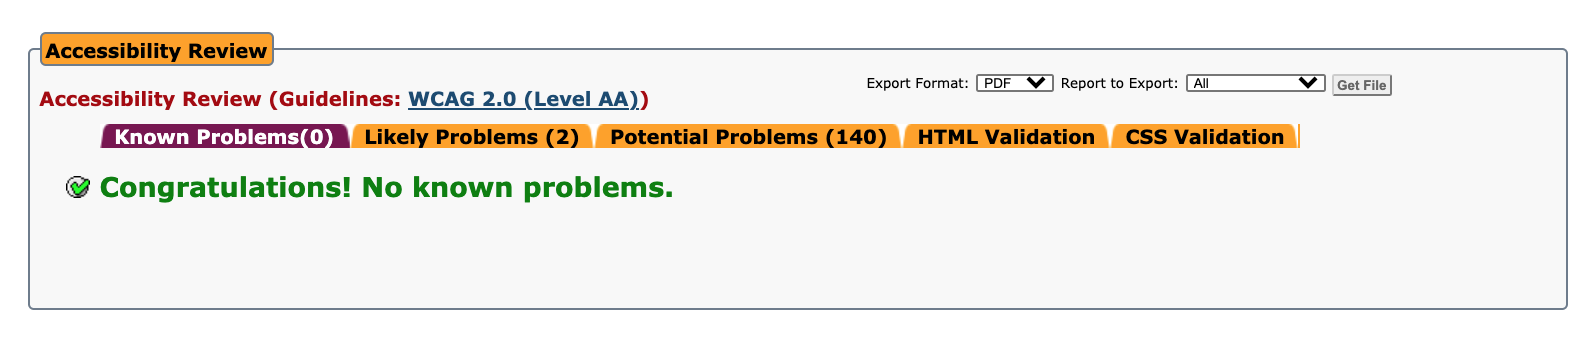 Accessibility Review
Export Format: PDF Report to Export: All Get File
Accessibility Review (Guidelines: WCAG 2.0 (Level AA))
Known Problems(0) Likely Problems (2) Potential Problems (140) HTML Validation CSS Validation
Congratulations! No known problems.